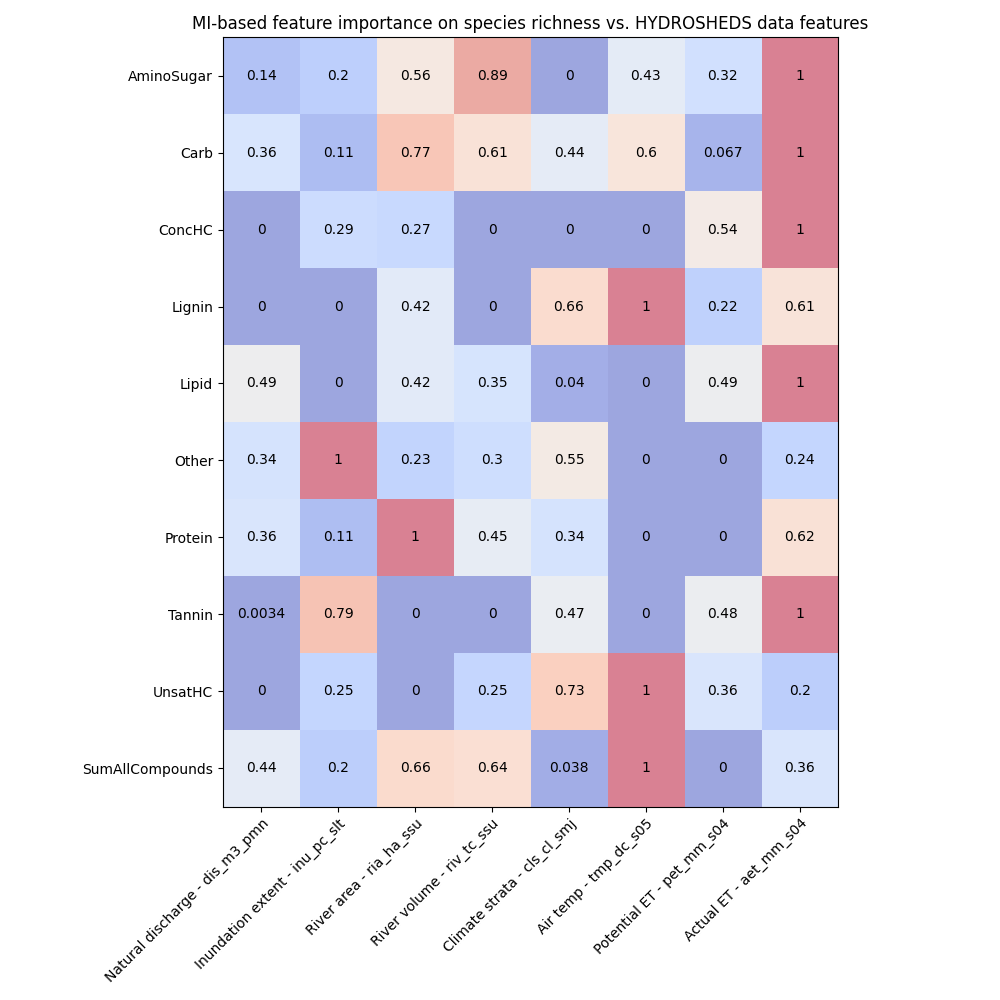 MI-based feature importance on species richness vs. HYDROSHEDS data features
AminoSugar 0.14 0.2 0.56 0.89 0 0.43 0.32 1
Carb 0.36 0.11 0.77 0.61 0.44 0.6 0.067 1
ConcHC 0 0.29 0.27 0 0 0 0.54 1
Lignin 0 0 0.42 0 0.66 1 0.22 0.61
Lipid 0.49 0 0.42 0.35 0.04 0 0.49 1
Other 0.34 1 0.23 0.3 0.55 0 0 0.24
Protein 0.36 0.11 1 0.45 0.34 0 0 0.62
Tannin 0.0034 0.79 0 0 0.47 0 0.48 1
UnsatHC 0 0.25 0 0.25 0.73 1 0.36 0.2
SumAllCompounds 0.44 0.2 0.66 0.64 0.038 1 0 0.36
Natural discharge - dis_m3_pmn
Inundation extent - inu_pc_slt
River area - ria_ha_ssu
River volume - riv_tc_ssu
Climate strata - cls_cl_smj
Air temp - tmp_dc_s05
Potential ET - pet_mm_s04
Actual ET - aet_mm_s04